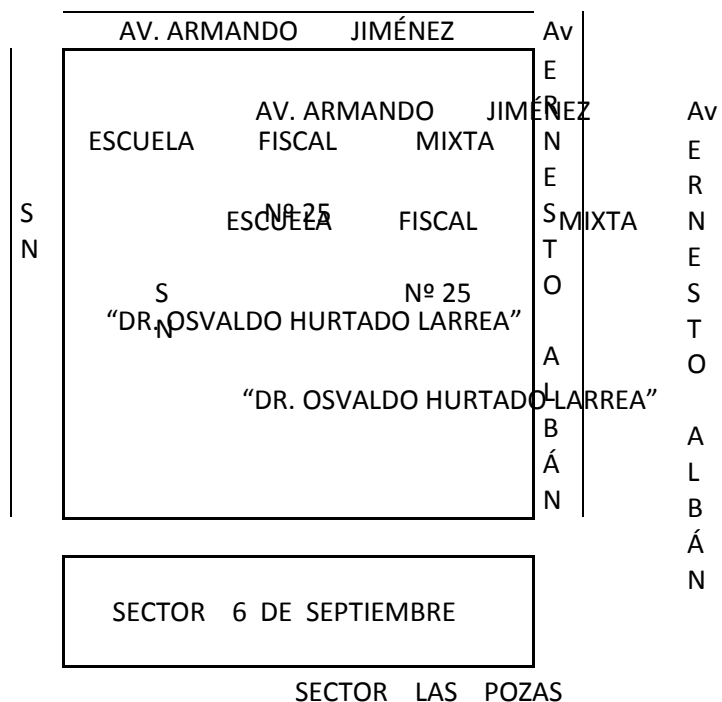 AV. ARMANDO JIMÉNEZ
Av ERNESTO ALBÁN
AV. ARMANDO JIMÉNEZ
Av ERNESTO ALBÁN
ESCUELA FISCAL MIXTA
Nº 25
SN
ESCUELA FISCAL MIXTA
SN
Nº 25
“DR. OSVALDO HURTADO LARREA”
“DR. OSVALDO HURTADO LARREA”
SECTOR 6 DE SEPTIEMBRE
SECTOR LAS POZAS